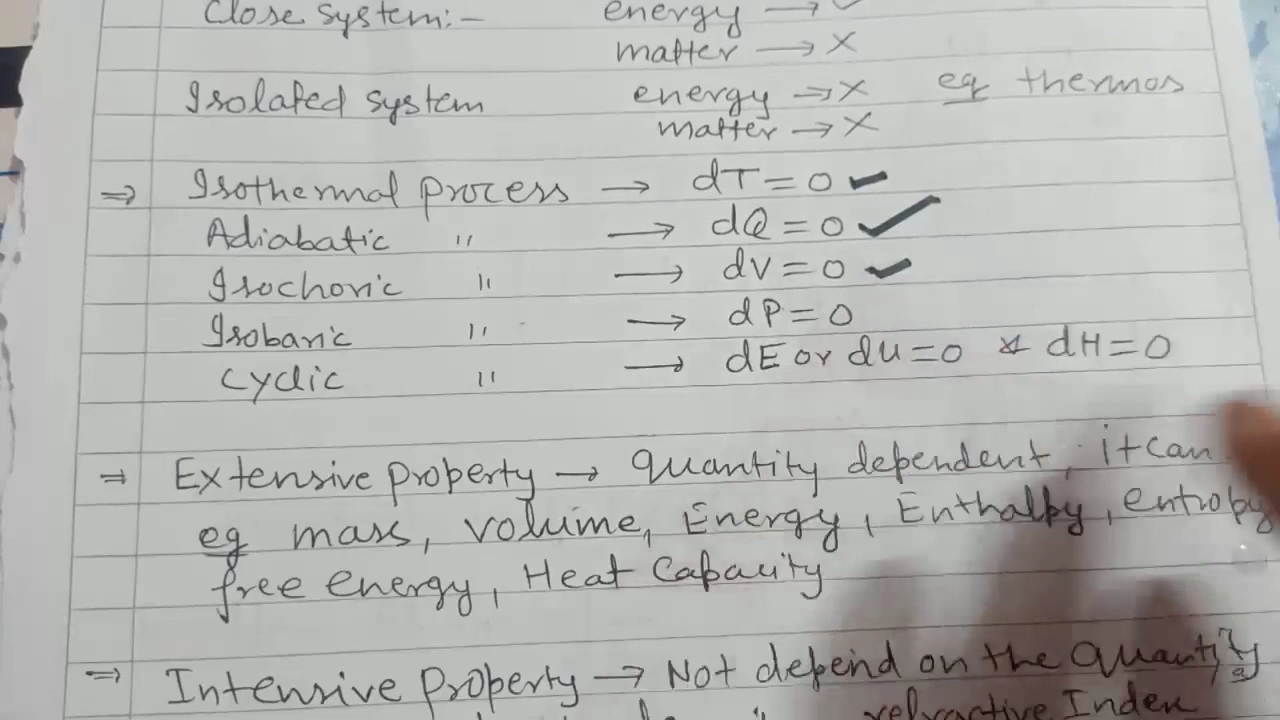 Close system:- energy → ✓
matter → X
Isolated system energy → X eg thermos
matter → X
⇒ Isothermal process → dT = 0 ✓
Adiabatic " → dQ = 0 ✓
Isochoric " → dV = 0 ✓
Isobaric " → dP = 0
Cyclic " → dE or dU = 0 & dH = 0
⇒ Extensive property → quantity dependent, it can
eg mass, volume, Energy, Enthalpy, entropy
free energy, Heat Capacity
⇒ Intensive property → Not depend on the quantity
refractive Index